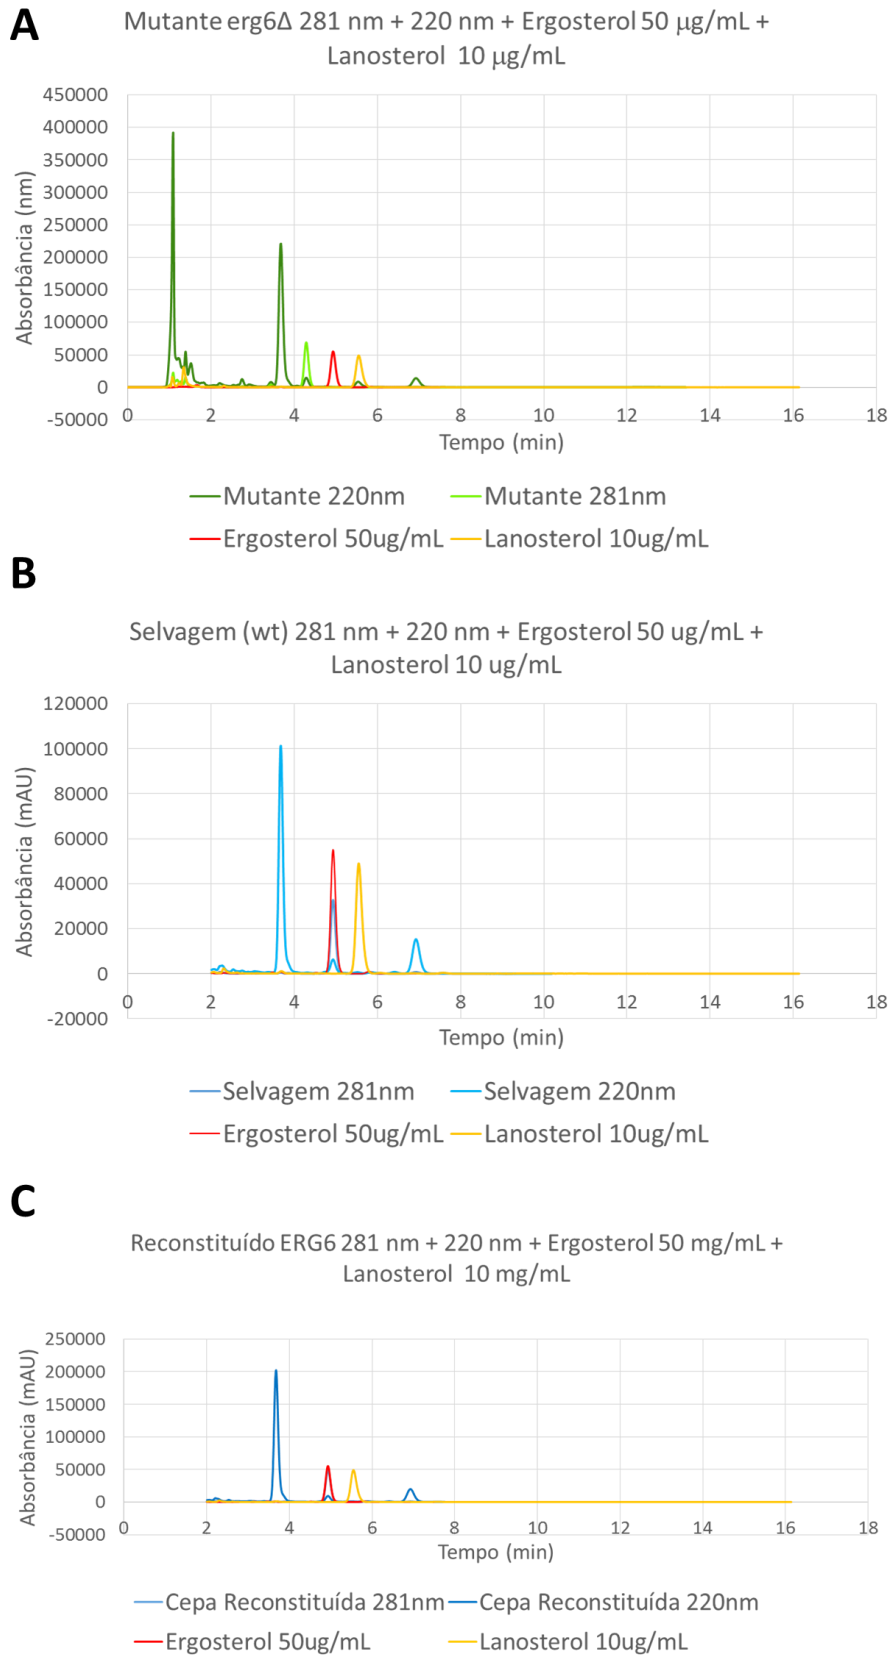 A
Mutante erg6Δ 281 nm + 220 nm + Ergosterol 50 μg/mL +
Lanosterol 10 μg/mL
450000
400000
350000
300000
250000
200000
150000
100000
50000
0
-50000
Absorbância (nm)
0 2 4 6 8 10 12 14 16 18
Tempo (min)
Mutante 220nm Mutante 281nm
Ergosterol 50ug/mL Lanosterol 10ug/mL
B
Selvagem (wt) 281 nm + 220 nm + Ergosterol 50 ug/mL +
Lanosterol 10 ug/mL
120000
100000
80000
60000
40000
20000
0
-20000
Absorbância (mAU)
0 2 4 6 8 10 12 14 16 18
Tempo (min)
Selvagem 281nm Selvagem 220nm
Ergosterol 50ug/mL Lanosterol 10ug/mL
C
Reconstituído ERG6 281 nm + 220 nm + Ergosterol 50 mg/mL +
Lanosterol 10 mg/mL
250000
200000
150000
100000
50000
0
-50000
Absorbância (mAU)
0 2 4 6 8 10 12 14 16 18
Tempo (min)
Cepa Reconstituída 281nm Cepa Reconstituída 220nm
Ergosterol 50ug/mL Lanosterol 10ug/mL